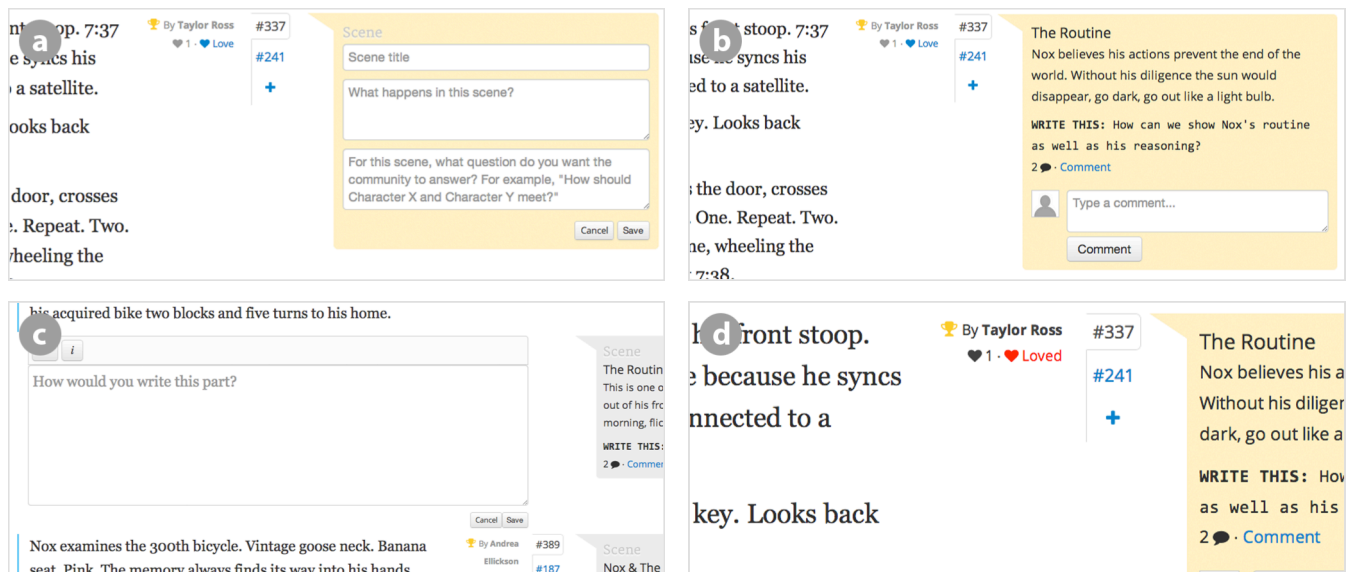 a
nt op. 7:37
e syncs his
a satellite.
ooks back
door, crosses
e. Repeat. Two.
wheeling the
By Taylor Ross
1 · Love
#337
#241
+
Scene
Scene title
What happens in this scene?
For this scene, what question do you want the
community to answer? For example, "How should
Character X and Character Y meet?"
Cancel Save
b
s f t stoop. 7:37
use he syncs his
ed to a satellite.
ey. Looks back
s the door, crosses
One. Repeat. Two.
ne, wheeling the
7:38.
By Taylor Ross
1 · Love
#337
#241
+
The Routine
Nox believes his actions prevent the end of the
world. Without his diligence the sun would
disappear, go dark, go out like a light bulb.
WRITE THIS: How can we show Nox's routine
as well as his reasoning?
2 · Comment
Type a comment...
Comment
c
his acquired bike two blocks and five turns to his home.
i
How would you write this part?
Cancel Save
Scene
The Routin
This is one o
out of his fro
morning, flic
WRITE THIS:
2 · Commer
Nox examines the 300th bicycle. Vintage goose neck. Banana
seat. Pink. The memory always finds its way into his hands
By Andrea
Ellickson
#389
#187
Scene
Nox & The
d
h front stoop.
e because he syncs
nnected to a
key. Looks back
By Taylor Ross
1 · Loved
#337
#241
+
The Routine
Nox believes his a
Without his diliger
dark, go out like a
WRITE THIS: How
as well as his
2 · Comment